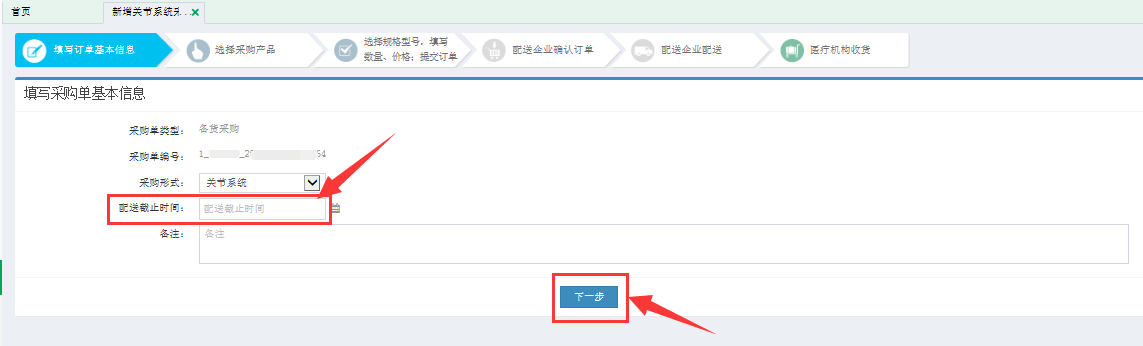 首页
新增关节系统采...
填写订单基本信息
选择采购产品
选择规格型号，填写
数量、价格；提交订单
配送企业确认订单
配送企业配送
医疗机构收货
填写采购单基本信息
采购单类型：
备货采购
采购单编号：
1_
_2
64
采购形式：
关节系统
配送截止时间：
配送截止时间
备注：
备注
下一步